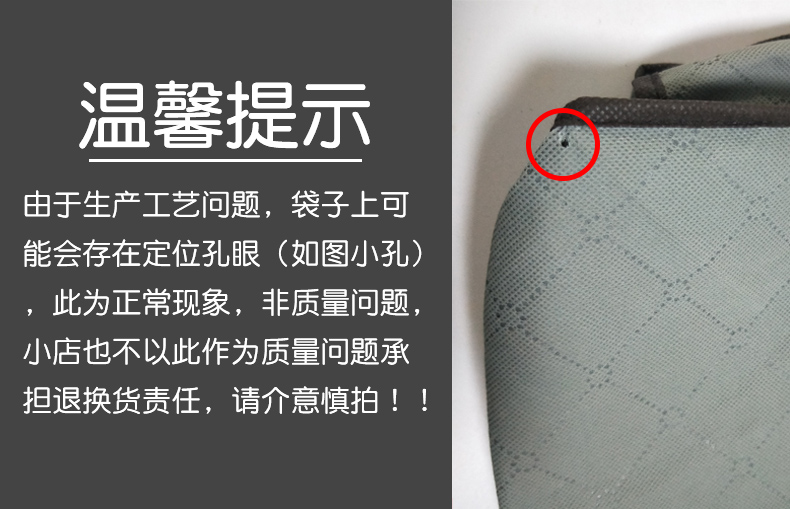 温馨提示
由于生产工艺问题，袋子上可
能会存在定位孔眼（如图小孔）
，此为正常现象，非质量问题，
小店也不以此作为质量问题承
担退换货责任，请介意慎拍！！